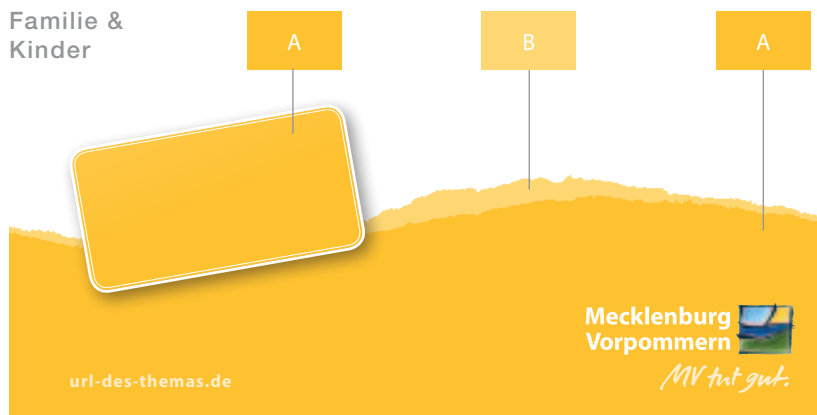 Familie &
Kinder
A
B
A
Mecklenburg
Vorpommern
MV tut gut.
url-des-themas.de